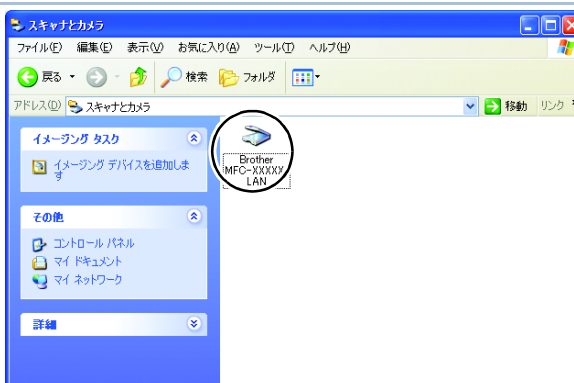 スキャナとカメラ
ファイル(F) 編集(E) 表示(V) お気に入り(A) ツール(T) ヘルプ(H)
戻る 検索 フォルダ
アドレス(D) スキャナとカメラ 移動 リンク
イメージング タスク
イメージング デバイスを追加しま
す
Brother
MFC-XXXXX
LAN
その他
コントロール パネル
マイ ドキュメント
マイ ネットワーク
詳細